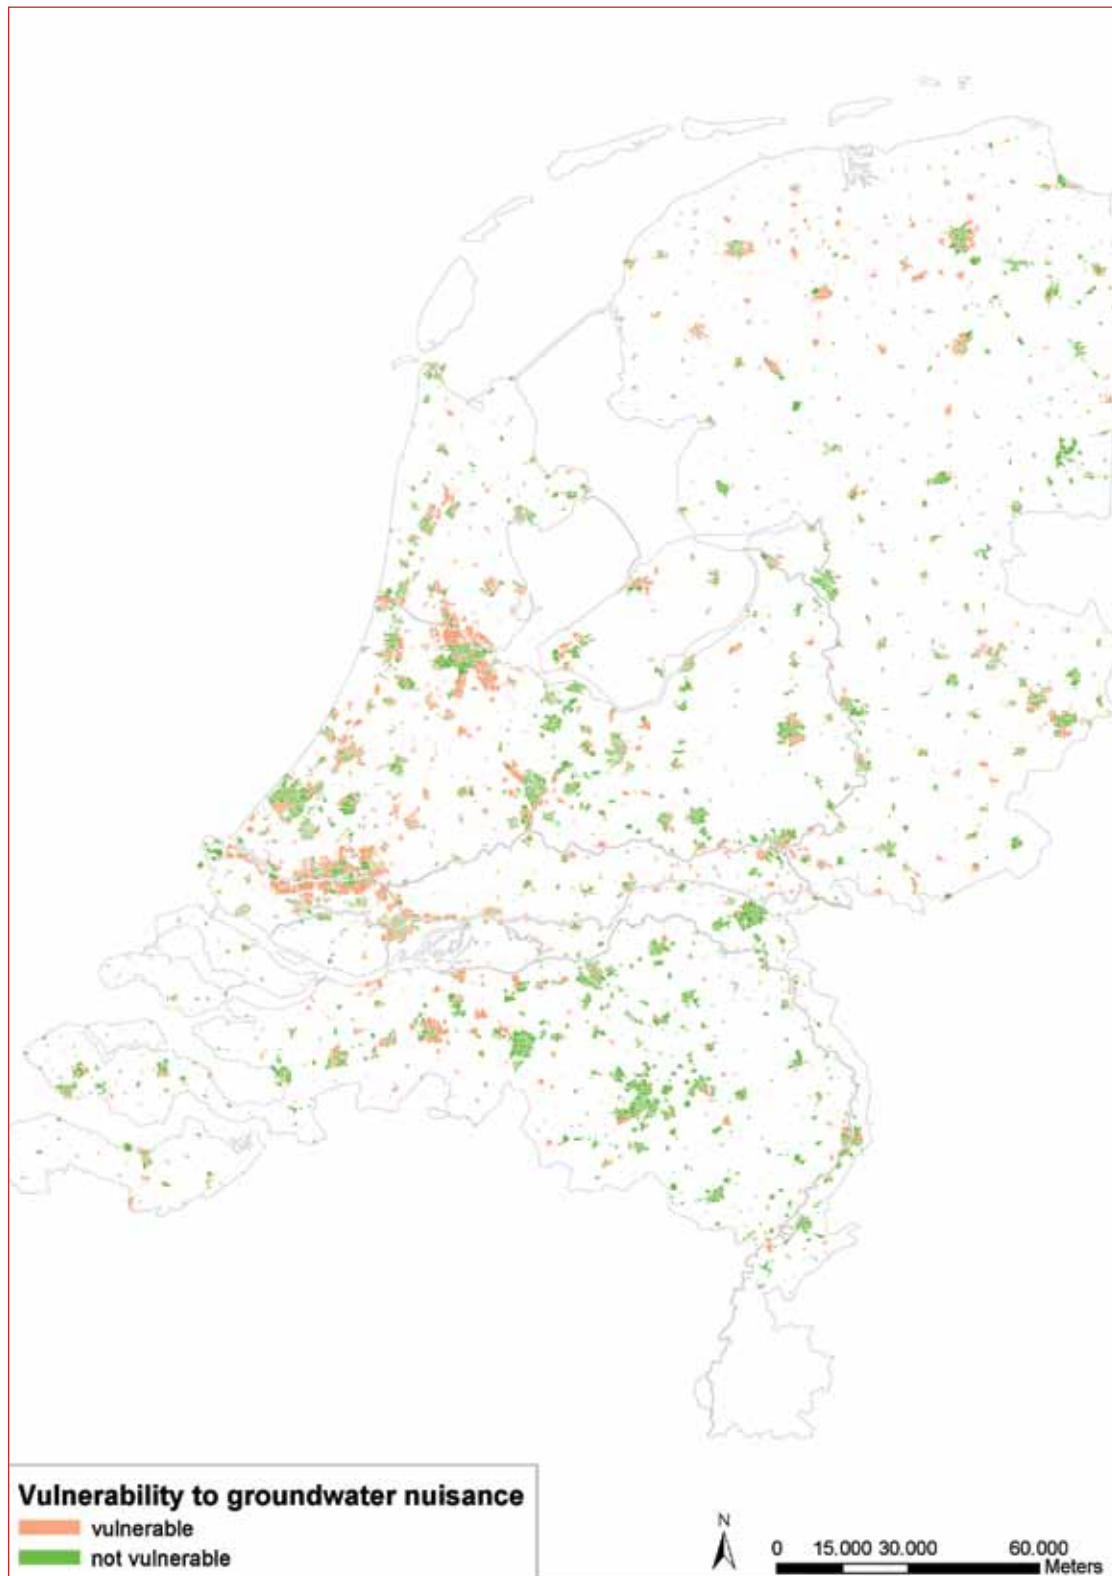 Vulnerability to groundwater nuisance
vulnerable
not vulnerable
N
0 15.000 30.000 60.000
Meters